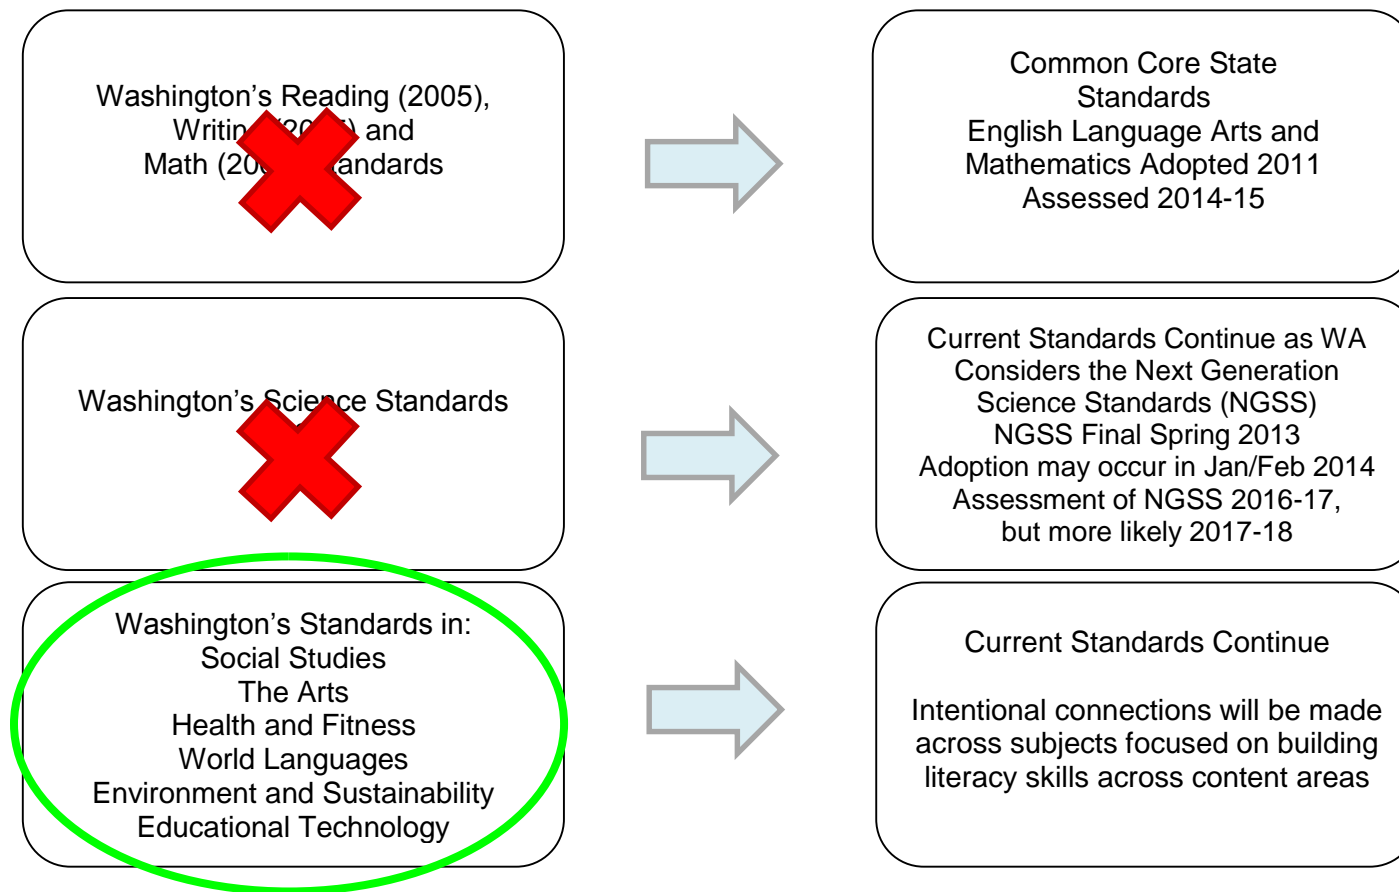 Washington’s Reading (2005),
Writin and
Math (20 tandards
Common Core State
Standards
English Language Arts and
Mathematics Adopted 2011
Assessed 2014-15
Washington’s Science Standards
Current Standards Continue as WA
Considers the Next Generation
Science Standards (NGSS)
NGSS Final Spring 2013
Adoption may occur in Jan/Feb 2014
Assessment of NGSS 2016-17,
but more likely 2017-18
Washington’s Standards in:
Social Studies
The Arts
Health and Fitness
World Languages
Environment and Sustainability
Educational Technology
Current Standards Continue
Intentional connections will be made
across subjects focused on building
literacy skills across content areas